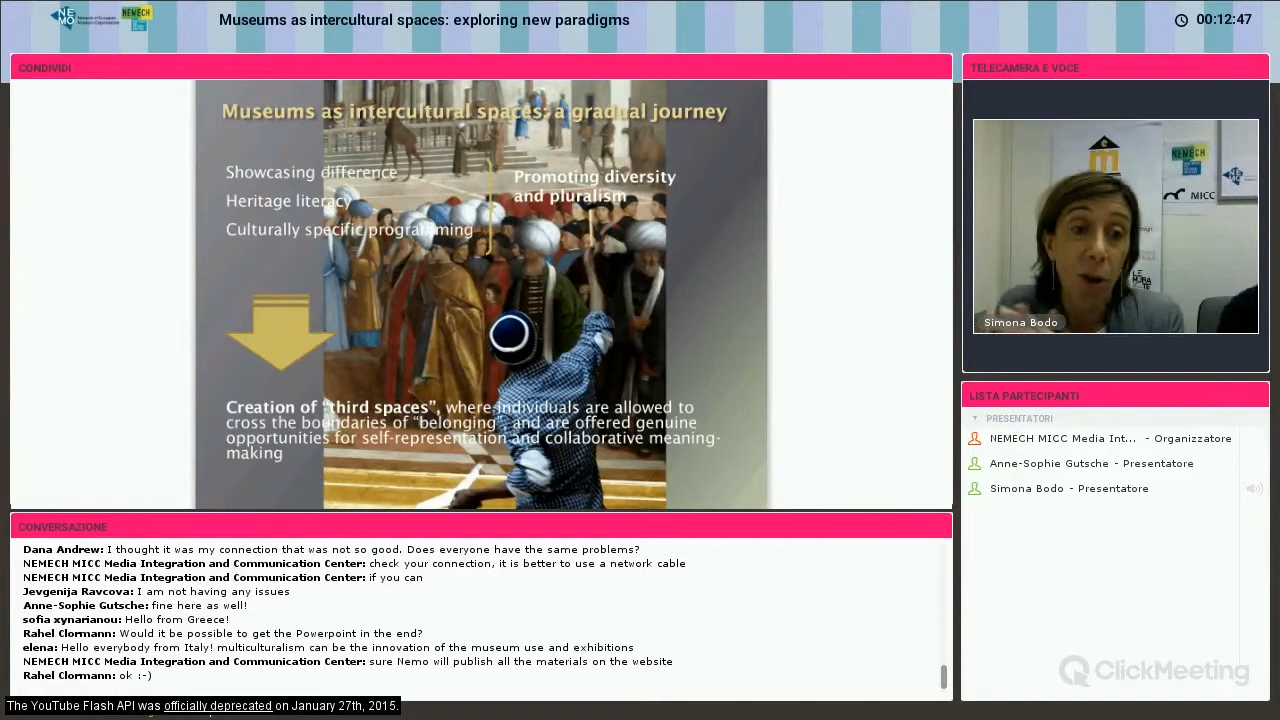 NEMO
Network of European
Museum Organisations
NEMECH
Museums as intercultural spaces: exploring new paradigms
00:12:47
CONDIVIDI
Museums as intercultural spaces: a gradual journey
Showcasing difference
Heritage literacy
Culturally specific programming
Promoting diversity
and pluralism
Creation of “third spaces”, where individuals are allowed to
cross the boundaries of “belonging”, and are offered genuine
opportunities for self-representation and collaborative meaning-
making
TELECAMERA E VOCE
NEMECH
MICC
Simona Bodo
LISTA PARTECIPANTI
PRESENTATORI
NEMECH MICC Media Int... - Organizzatore
Anne-Sophie Gutsche - Presentatore
Simona Bodo - Presentatore
CONVERSAZIONE
Dana Andrew: I thought it was my connection that was not so good. Does everyone have the same problems?
NEMECH MICC Media Integration and Communication Center: check your connection, it is better to use a network cable
NEMECH MICC Media Integration and Communication Center: if you can
Jevgenija Ravcova: I am not having any issues
Anne-Sophie Gutsche: fine here as well!
sofia xynarianou: Hello from Greece!
Rahel Clormann: Would it be possible to get the Powerpoint in the end?
elena: Hello everybody from Italy! multiculturalism can be the innovation of the museum use and exhibitions
NEMECH MICC Media Integration and Communication Center: sure Nemo will publish all the materials on the website
Rahel Clormann: ok :-)
ClickMeeting
The YouTube Flash API was officially deprecated on January 27th, 2015.